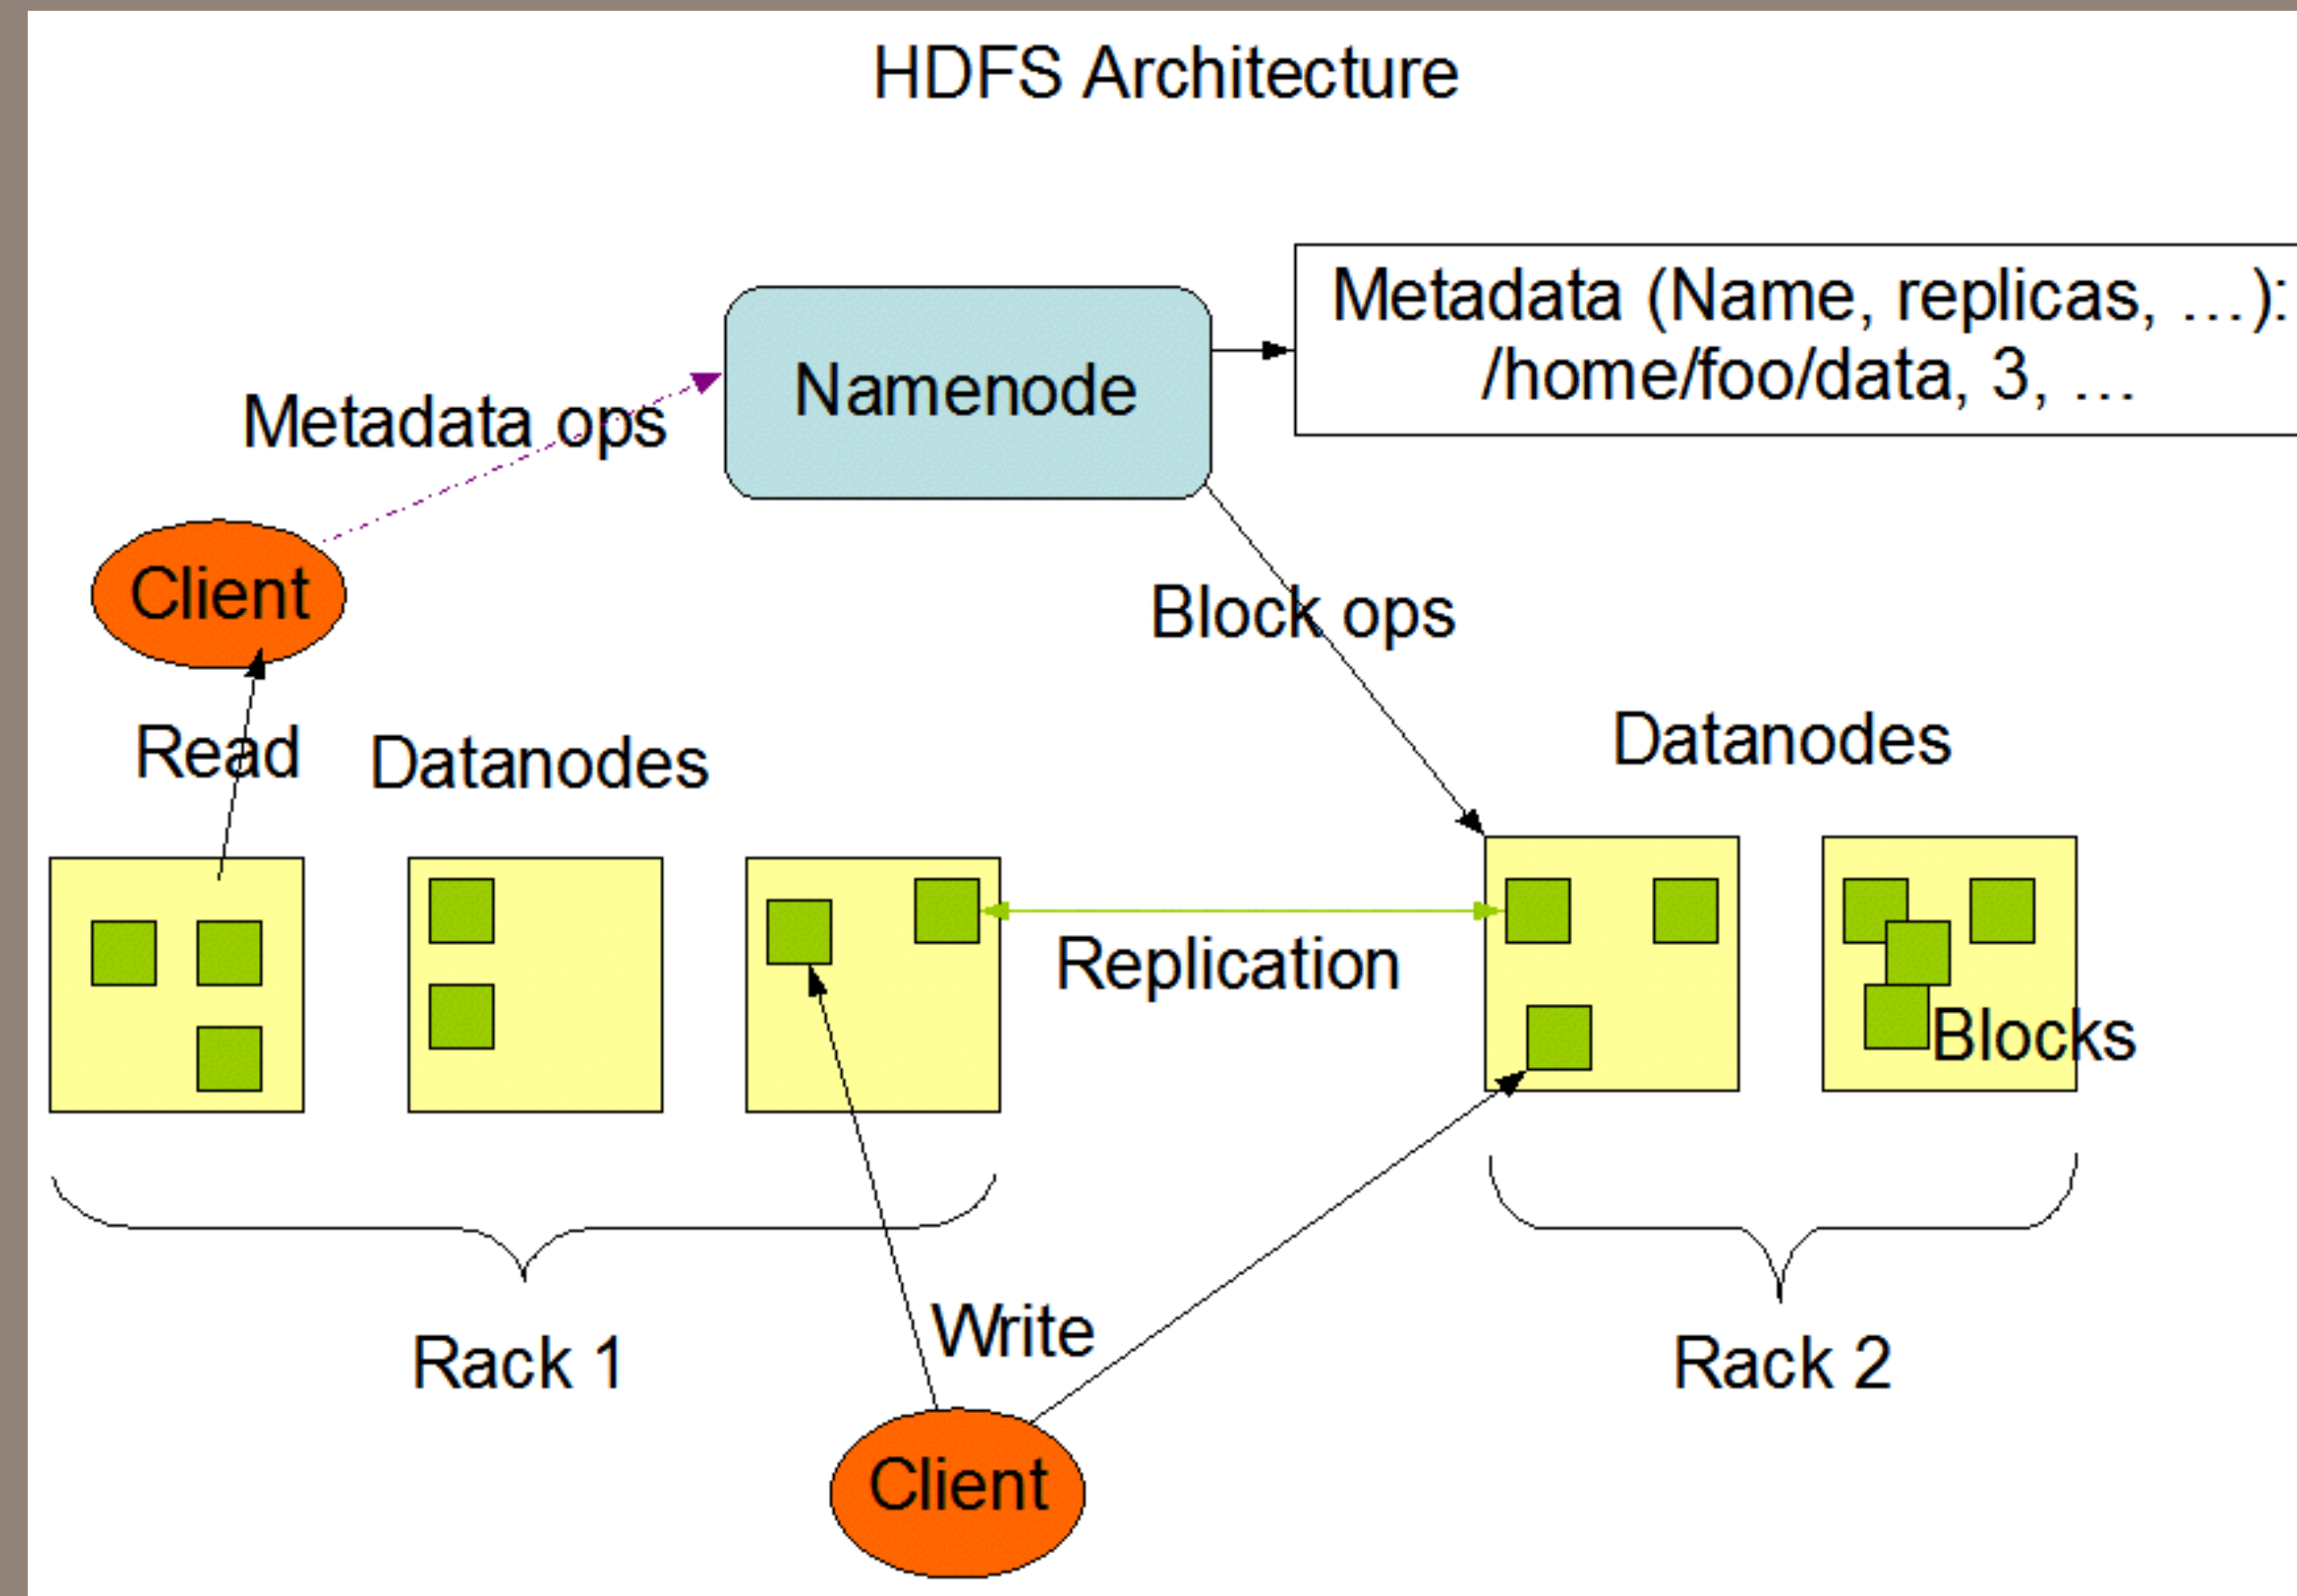 HDFS Architecture
Metadata (Name, replicas, …):
/home/foo/data, 3, …
Namenode
Metadata ops
Client
Block ops
Read
Datanodes
Datanodes
Replication
Blocks
Rack 1
Write
Rack 2
Client